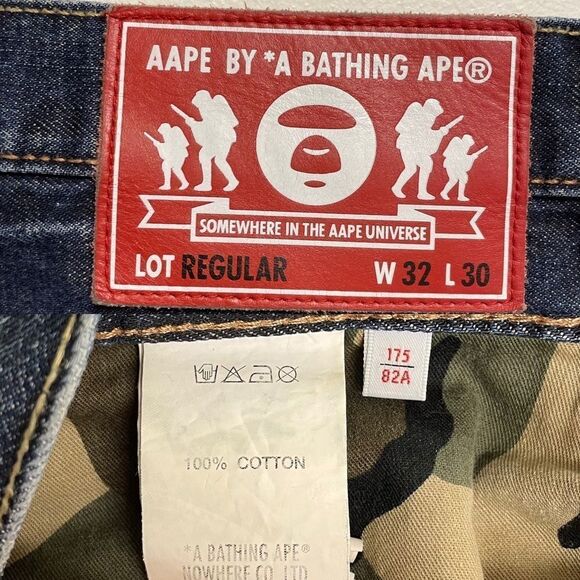 AAPE BY *A BATHING APE®
SOMEWHERE IN THE AAPE UNIVERSE
LOT REGULAR W 32 L 30
175
82A
100% COTTON
*A BATHING APE®
NOWHERE CO. LTD